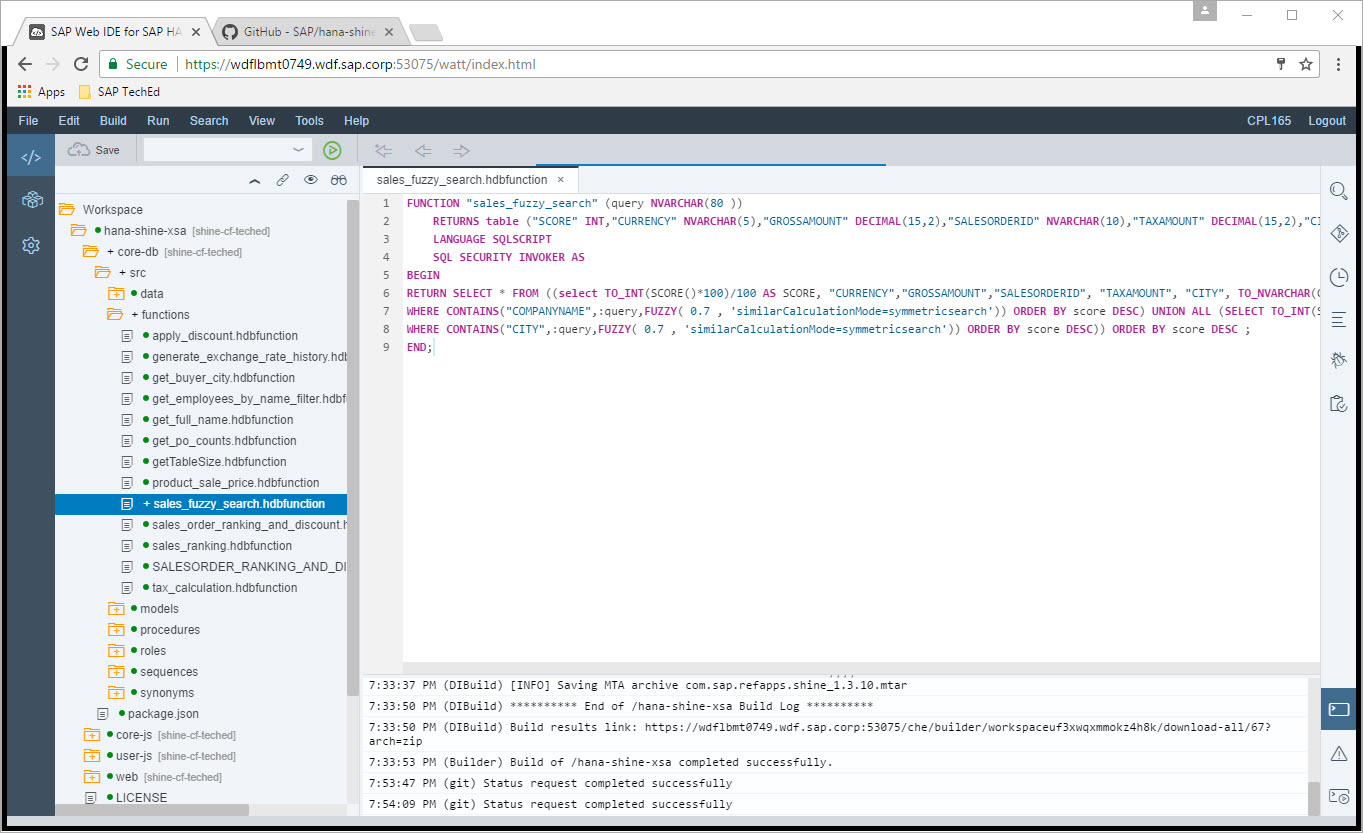 SAP Web IDE for SAP HA
GitHub - SAP/hana-shine
Secure
https://wdflbmt0749.wdf.sap.corp:53075/watt/index.html
Apps
SAP TechEd
File Edit Build Run Search View Tools Help
CPL165 Logout
Save
sales_fuzzy_search.hdbfunction
Workspace
hana-shine-xsa [shine-cf-teched]
+ core-db [shine-cf-teched]
+ src
data
+ functions
apply_discount.hdbfunction
generate_exchange_rate_history.hdb
get_buyer_city.hdbfunction
get_employees_by_name_filter.hdbf
get_full_name.hdbfunction
get_po_counts.hdbfunction
getTableSize.hdbfunction
product_sale_price.hdbfunction
+ sales_fuzzy_search.hdbfunction
sales_order_ranking_and_discount.h
sales_ranking.hdbfunction
SALESORDER_RANKING_AND_DI
tax_calculation.hdbfunction
models
procedures
roles
sequences
synonyms
package.json
core-js [shine-cf-teched]
user-js [shine-cf-teched]
web [shine-cf-teched]
LICENSE
1 FUNCTION "sales_fuzzy_search" (query NVARCHAR(80 ))
2 RETURNS table ("SCORE" INT,"CURRENCY" NVARCHAR(5),"GROSSAMOUNT" DECIMAL(15,2),"SALESORDERID" NVARCHAR(10),"TAXAMOUNT" DECIMAL(15,2),"CI
3 LANGUAGE SQLSCRIPT
4 SQL SECURITY INVOKER AS
5 BEGIN
6 RETURN SELECT * FROM ((select TO_INT(SCORE()*100)/100 AS SCORE, "CURRENCY","GROSSAMOUNT","SALESORDERID", "TAXAMOUNT", "CITY", TO_NVARCHAR(
7 WHERE CONTAINS("COMPANYNAME",:query,FUZZY( 0.7 , 'similarCalculationMode=symmetricsearch')) ORDER BY score DESC) UNION ALL (SELECT TO_INT(S
8 WHERE CONTAINS("CITY",:query,FUZZY( 0.7 , 'similarCalculationMode=symmetricsearch')) ORDER BY score DESC)) ORDER BY score DESC ;
9 END;
7:33:37 PM (DIBuild) [INFO] Saving MTA archive com.sap.refapps.shine_1.3.10.mtar
7:33:50 PM (DIBuild) ********** End of /hana-shine-xsa Build Log **********
7:33:50 PM (DIBuild) Build results link: https://wdflbmt0749.wdf.sap.corp:53075/che/builder/workspaceuf3xwqxmmokz4h8k/download-all/67?
arch=zip
7:33:53 PM (Builder) Build of /hana-shine-xsa completed successfully.
7:53:47 PM (git) Status request completed successfully
7:54:09 PM (git) Status request completed successfully